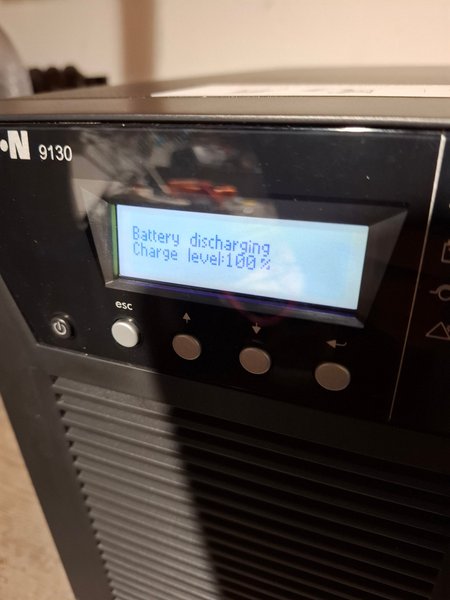 ·N 9130
Battery discharging
Charge level:100%
esc